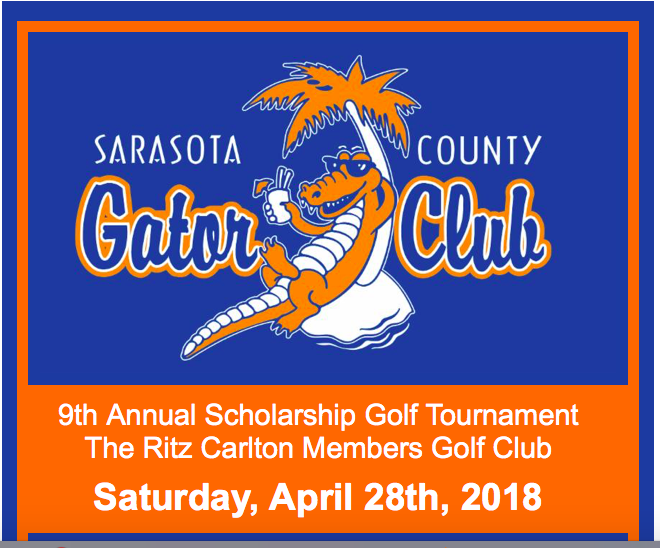 SARASOTA COUNTY
Gator Club
9th Annual Scholarship Golf Tournament
The Ritz Carlton Members Golf Club
Saturday, April 28th, 2018